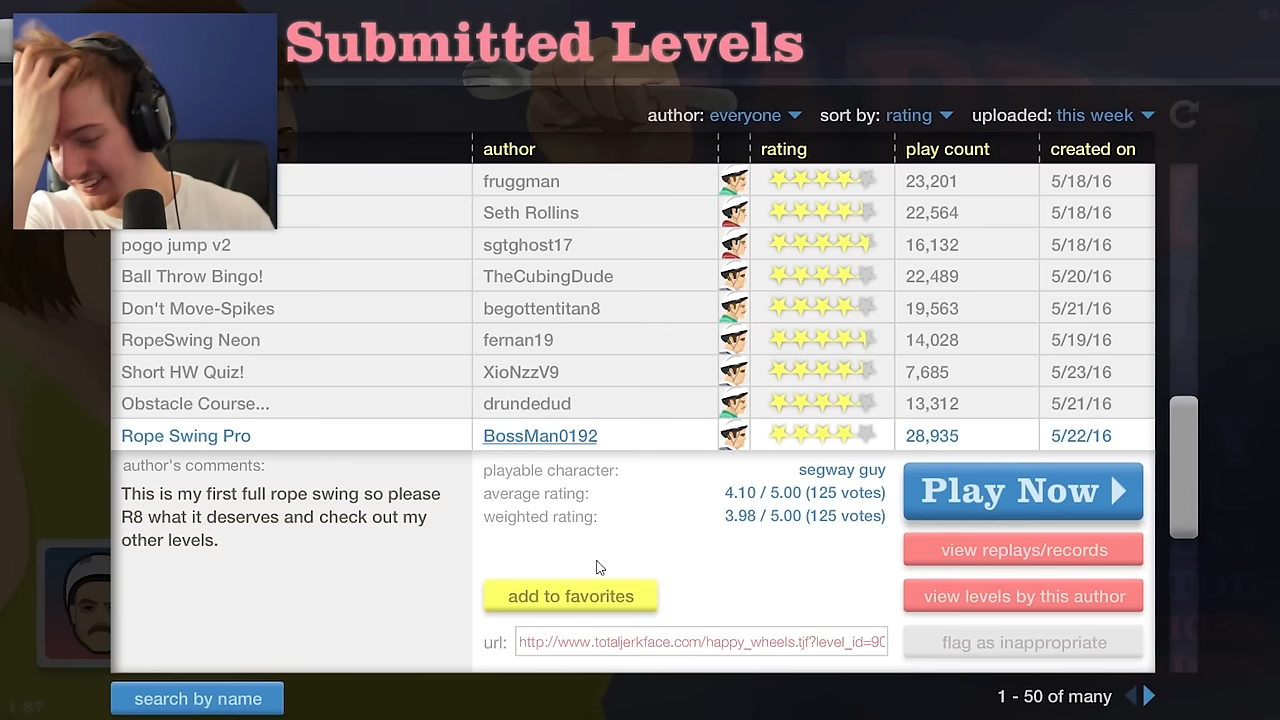 Submitted Levels
author: everyone sort by: rating uploaded: this week
author rating play count created on
fruggman 23,201 5/18/16
Seth Rollins 22,564 5/18/16
pogo jump v2 sgtghost17 16,132 5/18/16
Ball Throw Bingo! TheCubingDude 22,489 5/20/16
Don't Move-Spikes begottentitan8 19,563 5/21/16
RopeSwing Neon fernan19 14,028 5/19/16
Short HW Quiz! XioNzzV9 7,685 5/23/16
Obstacle Course... drundedud 13,312 5/21/16
Rope Swing Pro BossMan0192 28,935 5/22/16
author's comments:
This is my first full rope swing so please
R8 what it deserves and check out my
other levels.
playable character: segway guy
average rating: 4.10 / 5.00 (125 votes)
weighted rating: 3.98 / 5.00 (125 votes)
add to favorites
url: http://www.totaljerkface.com/happy_wheels.tjf?level_id=90
Play Now
view replays/records
view levels by this author
flag as inappropriate
search by name
1 - 50 of many
1.87